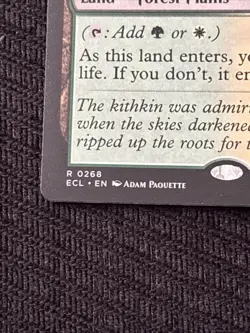 Land — Forest Plains
(T: Add G or W.)
As this land enters, yo
life. If you don't, it en
The kithkin was admir
when the skies darkened
ripped up the roots for t
R 0268
ECL • EN Adam Paquette